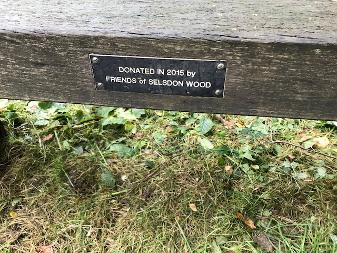 DONATED IN 2015 by
FRIENDS of SELSDON WOOD